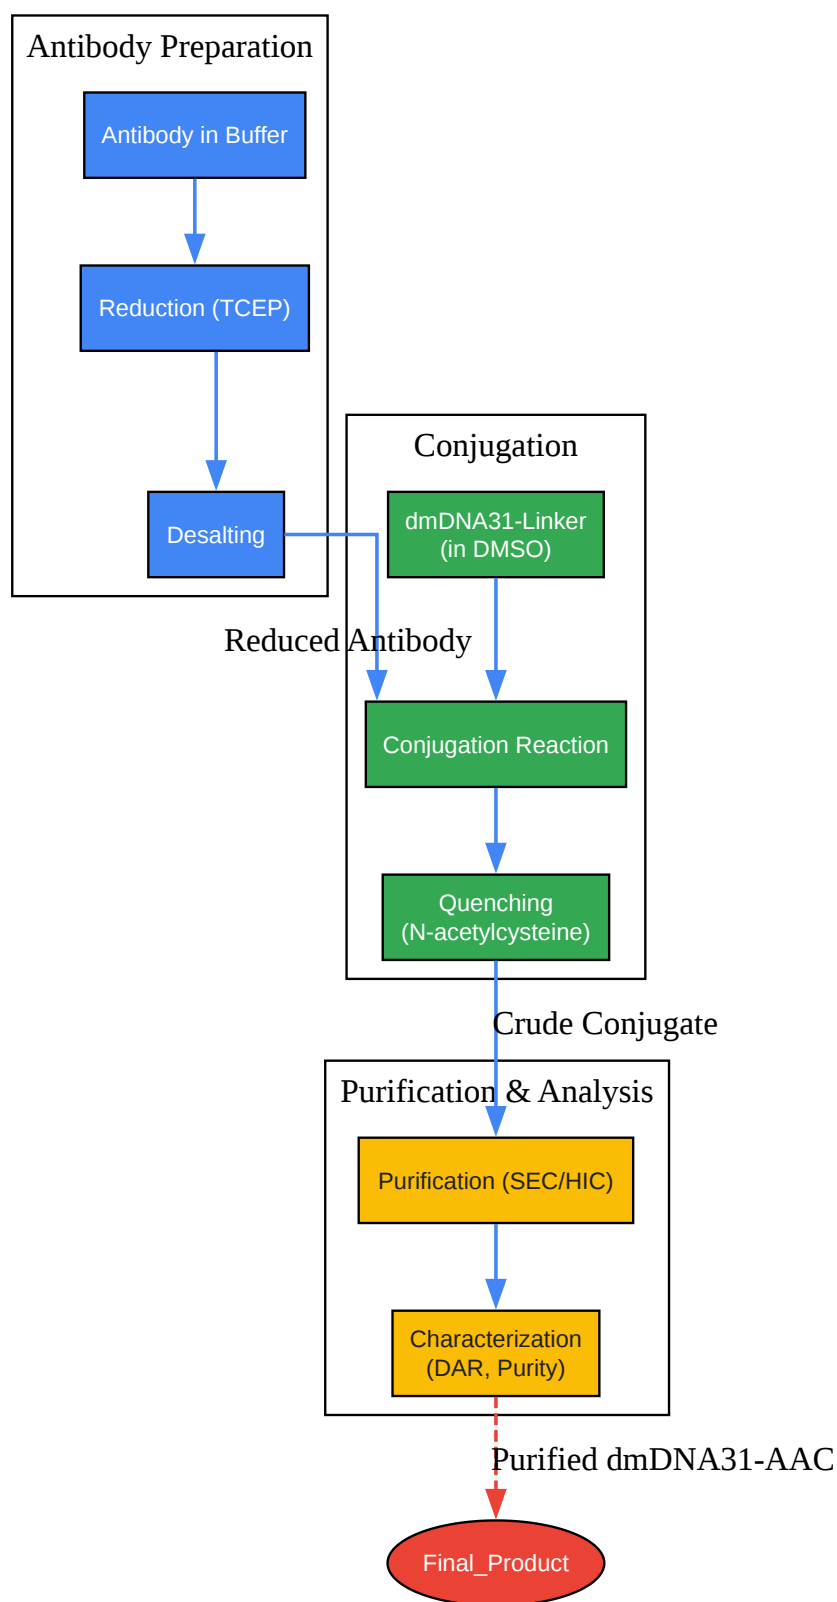 Antibody Preparation
Antibody in Buffer
Reduction (TCEP)
Desalting
Conjugation
dmDNA31-Linker
(in DMSO)
Reduced Antibody
Conjugation Reaction
Quenching
(N-acetylcysteine)
Crude Conjugate
Purification & Analysis
Purification (SEC/HIC)
Characterization
(DAR, Purity)
Purified dmDNA31-AAC
Final_Product